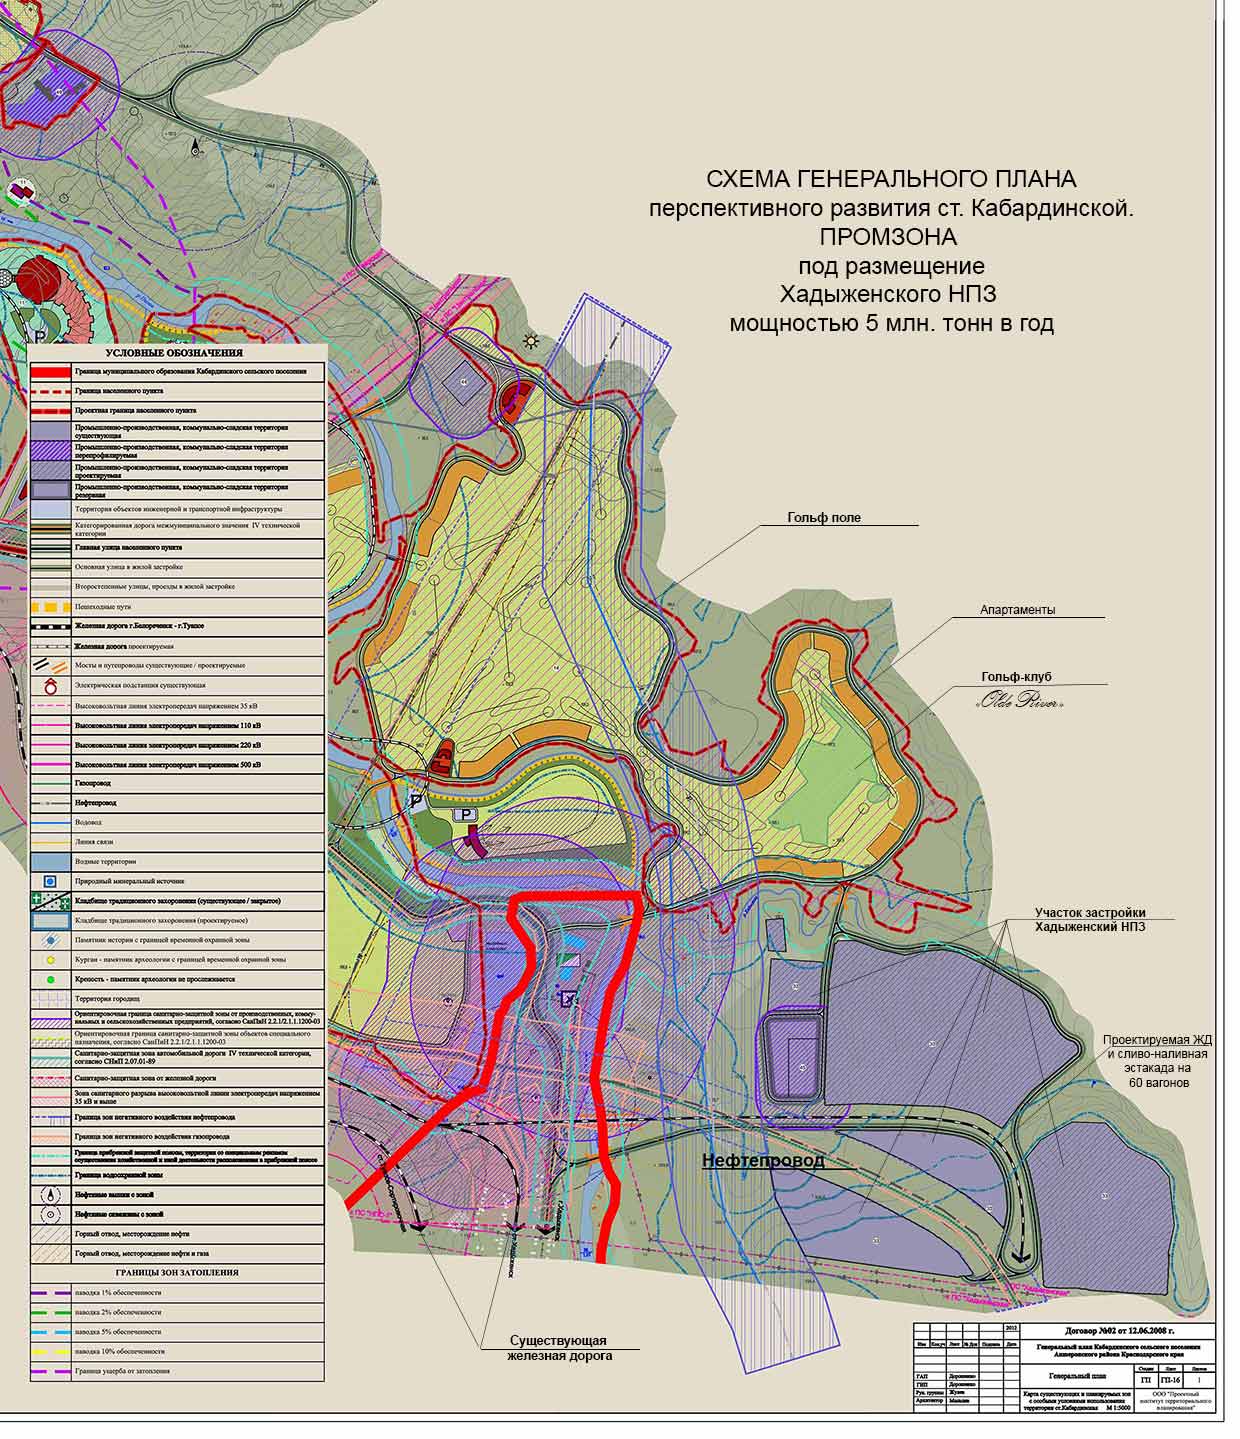 СХЕМА ГЕНЕРАЛЬНОГО ПЛАНА
перспективного развития ст. Кабардинской.
ПРОМЗОНА
под размещение
Хадыженского НПЗ
мощностью 5 млн. тонн в год
УСЛОВНЫЕ ОБОЗНАЧЕНИЯ
Граница муниципального образования Кабардинского сельского поселения
Граница населенного пункта
Проектная граница населенного пункта
Промышленно-производственная, коммунально-сладская территория
существующая
Промышленно-производственная, коммунально-сладская территория
перепрофилируемая
Промышленно-производственная, коммунально-сладская территория
проектируемая
Промышленно-производственная, коммунально-сладская территория
резервная
Территория объектов инженерной и транспортной инфраструктуры
Категорированная дорога межмуниципального значения IV технической
категории
Главная улица населенного пункта
Основная улица в жилой застройке
Второстепенные улицы, проезды в жилой застройке
Пешеходные пути
Железная дорога г.Белореченск - г.Туапсе
Железная дорога проектируемая
Мосты и путепроводы существующие / проектируемые
Электрическая подстанция существующая
Высоковольтная линия электропередач напряжением 35 кВ
Высоковольтная линия электропередач напряжением 110 кВ
Высоковольтная линия электропередач напряжением 220 кВ
Высоковольтная линия электропередач напряжением 500 кВ
Газопровод
Нефтепровод
Водовод
Линия связи
Водные территории
Природный минеральный источник
Кладбище традиционного захоронения (существующее / закрытое)
Кладбище традиционного захоронения (проектируемое)
Памятник истории с границей временной охранной зоны
Курган - памятник археологии с границей временной охранной зоны
Крепость - памятник археологии не прослеживается
Территория городищ
Ориентировочная граница санитарно-защитной зоны от производственных, комму-
нальных и сельскохозяйственных предприятий, согласно СанПиН 2.2.1/2.1.1.1200-03
Ориентировочная граница санитарно-защитной зоны объектов специального
назначения, согласно СанПиН 2.2.1/2.1.1.1200-03
Санитарно-защитная зона автомобильной дороги IV технической категории,
согласно СНиП 2.07.01-89
Санитарно-защитная зона от железной дороги
Зона санитарного разрыва высоковольтной линии электропередач напряжением
35 кВ и выше
Граница зон негативного воздействия нефтепровода
Граница зон негативного воздействия газопровода
Граница прибрежной защитной полосы, территория со специальным режимом
осуществления хозяйственной и иной деятельности расположенная в прибрежной полосе
Граница водоохранной зоны
Нефтяные вышки с зоной
Нефтяные скважины с зоной
Горный отвод, месторождение нефти
Горный отвод, месторождение нефти и газа
ГРАНИЦЫ ЗОН ЗАТОПЛЕНИЯ
паводка 1% обеспеченности
паводка 2% обеспеченности
паводка 5% обеспеченности
паводка 10% обеспеченности
Граница ущерба от затопления
Гольф поле
Апартаменты
Гольф-клуб
«Olde River»
Участок застройки
Хадыженский НПЗ
Проектируемая ЖД
и сливо-наливная
эстакада на
60 вагонов
P
P
P
Нефтепровод
Существующая
железная дорога
2012
Договор №02 от 12.06.2008 г.
Генеральный план Кабардинского сельского поселения
Апшеронского района Краснодарского края
Генеральный план
Стадия Лист Листов
ГП ГП-16 1
ГАП Дороженко
ГИП Дороженко
Рук. группы
Архитектор
Карта существующих и планируемых зон
с особыми условиями использования
территории ст.Кабардинская М 1:5000
ООО "Проектный
институт территориального
планирования"